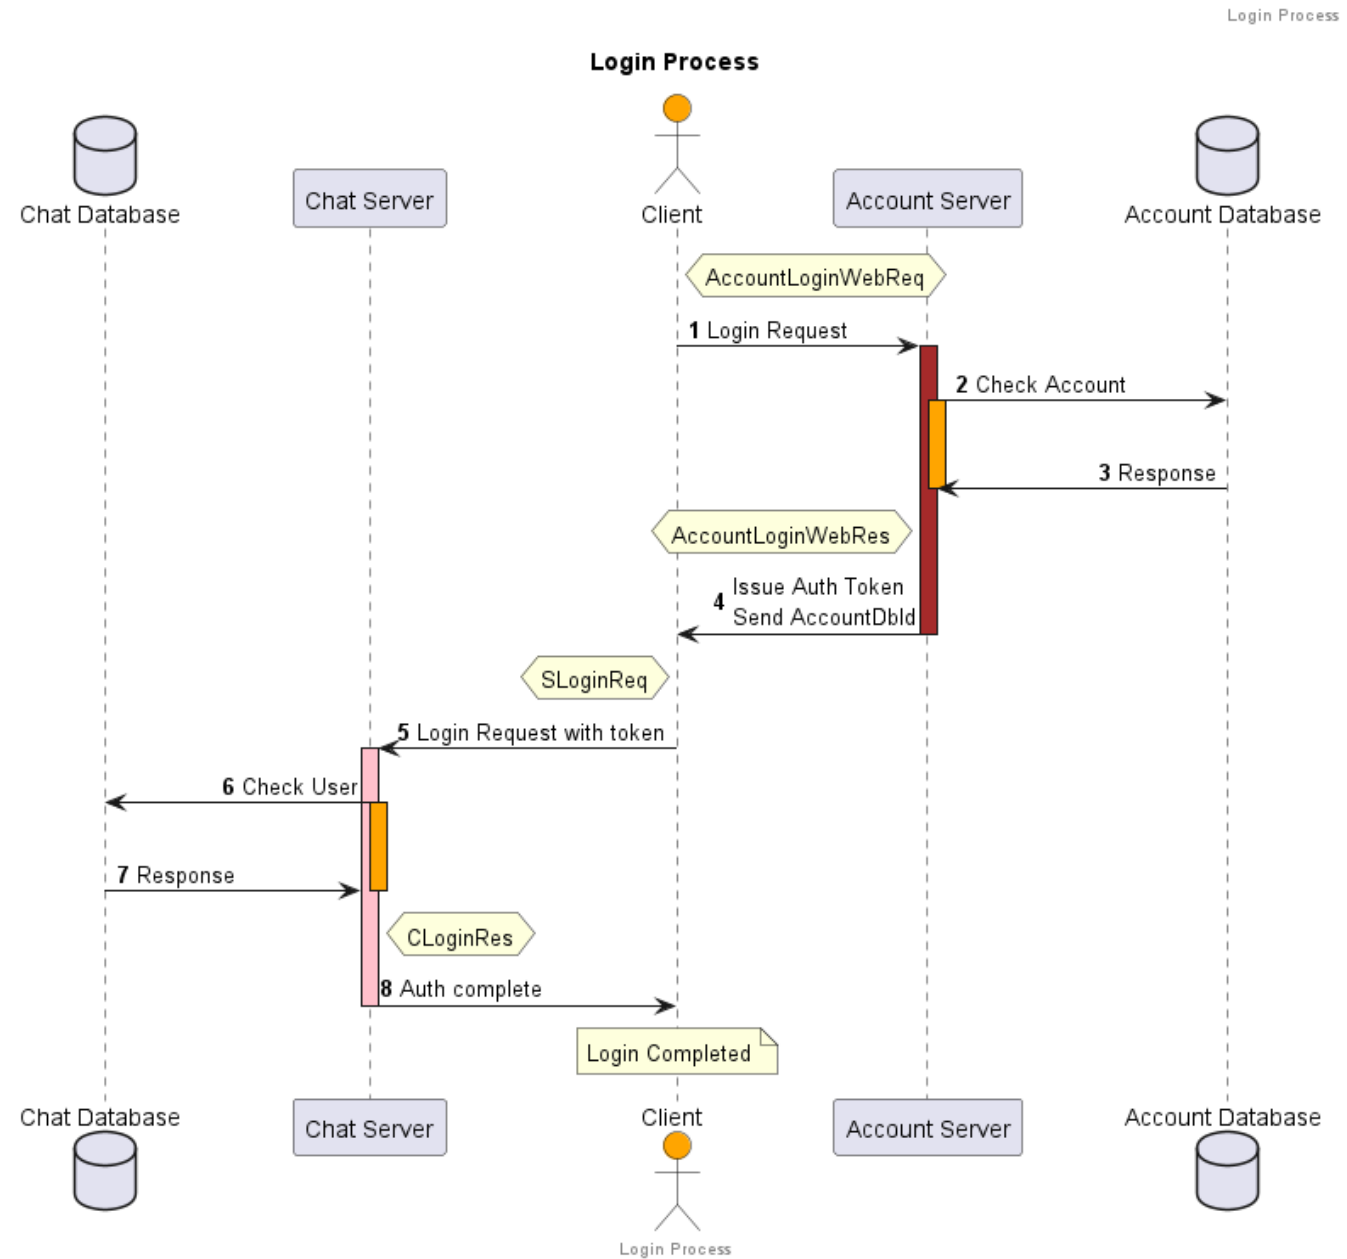 Login Process
Login Process
Chat Database
Chat Server
Client
Account Server
Account Database
AccountLoginWebReq
1 Login Request
2 Check Account
3 Response
AccountLoginWebRes
4 Issue Auth Token
Send AccountDbId
SLoginReq
5 Login Request with token
6 Check User
7 Response
CLoginRes
8 Auth complete
Login Completed
Chat Database
Chat Server
Client
Account Server
Account Database
Login Process